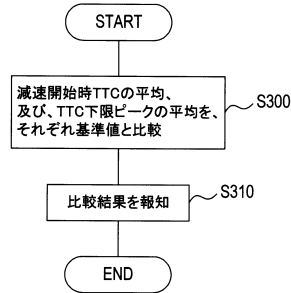 START
減速開始時TTCの平均、
及び、TTC下限ピークの平均を、
それぞれ基準値と比較
S300
比較結果を報知
S310
END